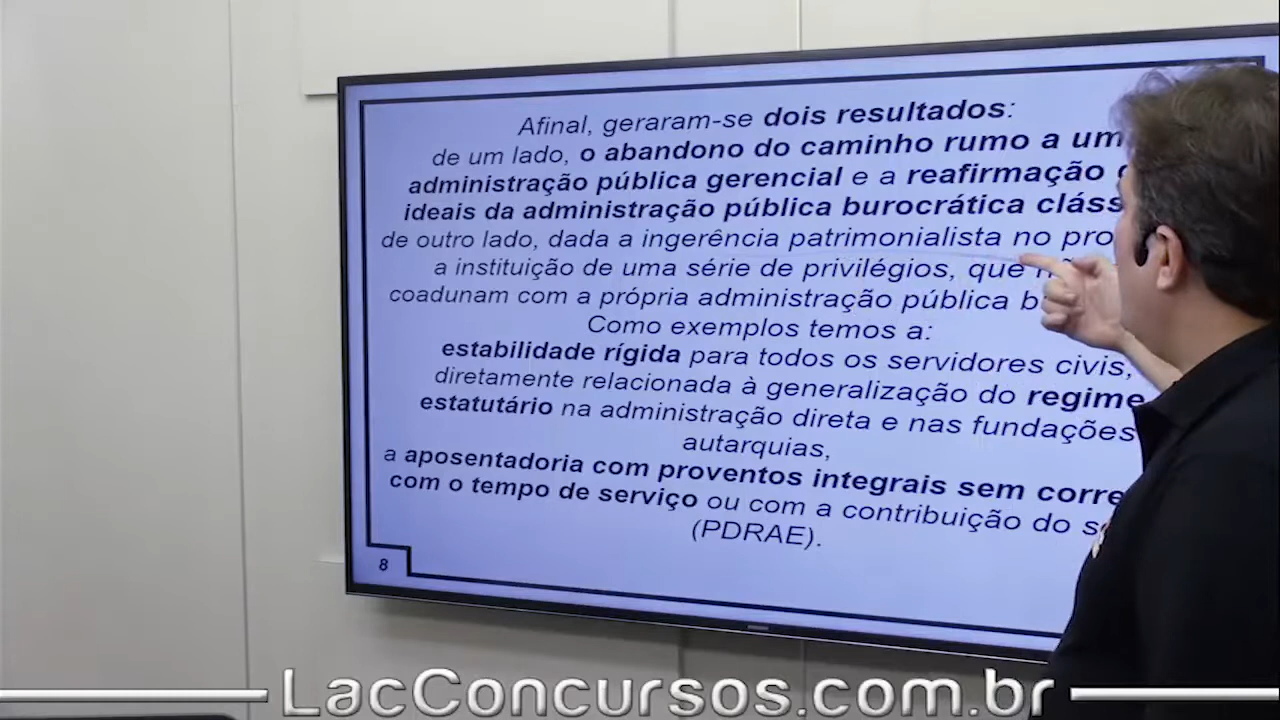 Afinal, geraram-se dois resultados:
de um lado, o abandono do caminho rumo a um
administração pública gerencial e a reafirmação
ideais da administração pública burocrática
de outro lado, dada a ingerência patrimonialista no
a instituição de uma série de privilégios, que
coadunam com a própria administração pública
Como exemplos temos a:
estabilidade rígida para todos os servidores civis,
diretamente relacionada à generalização do regime
estatutário na administração direta e nas fundações
autarquias,
a aposentadoria com proventos integrais sem
com o tempo de serviço ou com a contribuição do
(PDRAE).
8
LacConcursos.com.br